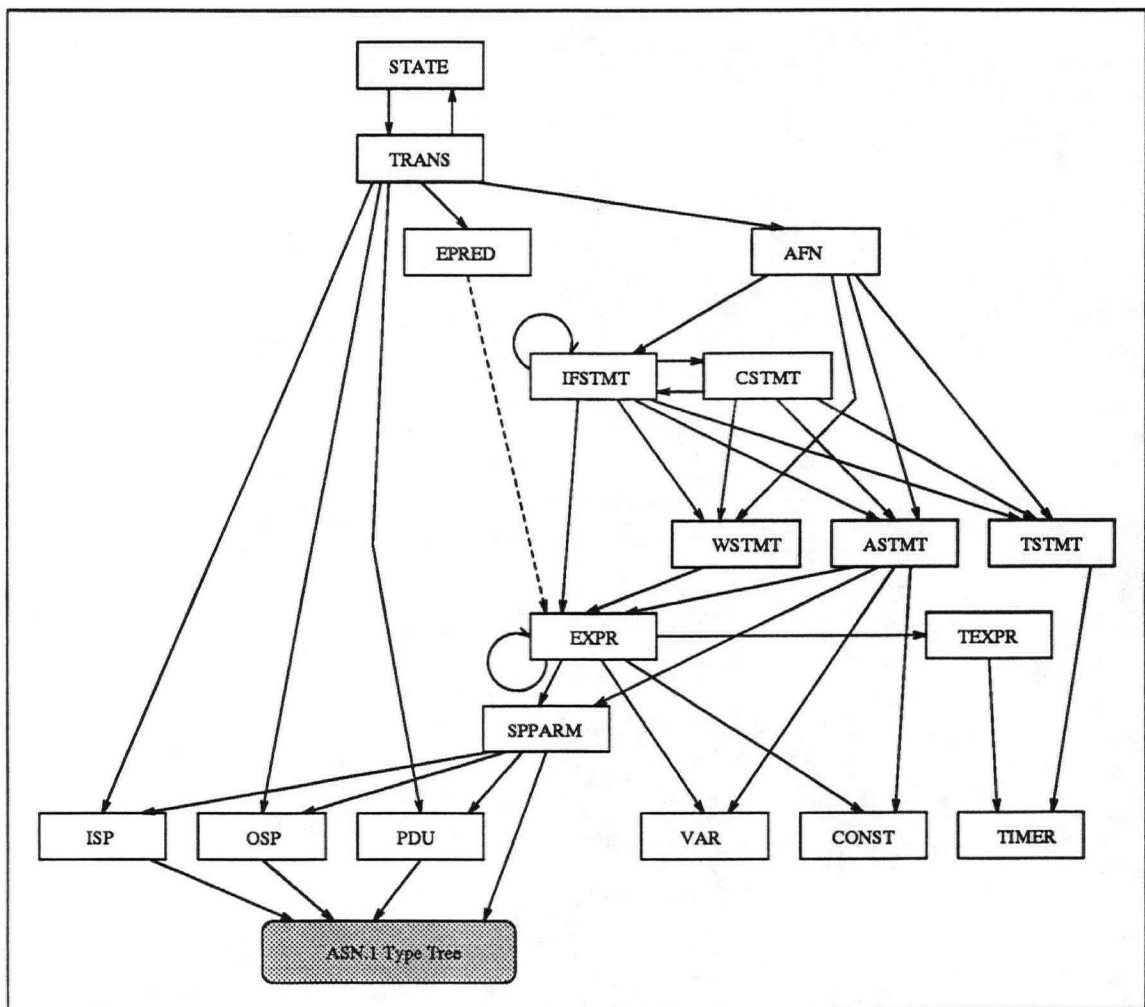 STATE
TRANS
EPRED
AFN
IFSTMT
CSTMT
WSTMT
ASTMT
TSTMT
EXPR
TEXPR
SPPARM
ISP
OSP
PDU
VAR
CONST
TIMER
ASN.1 Type Tree